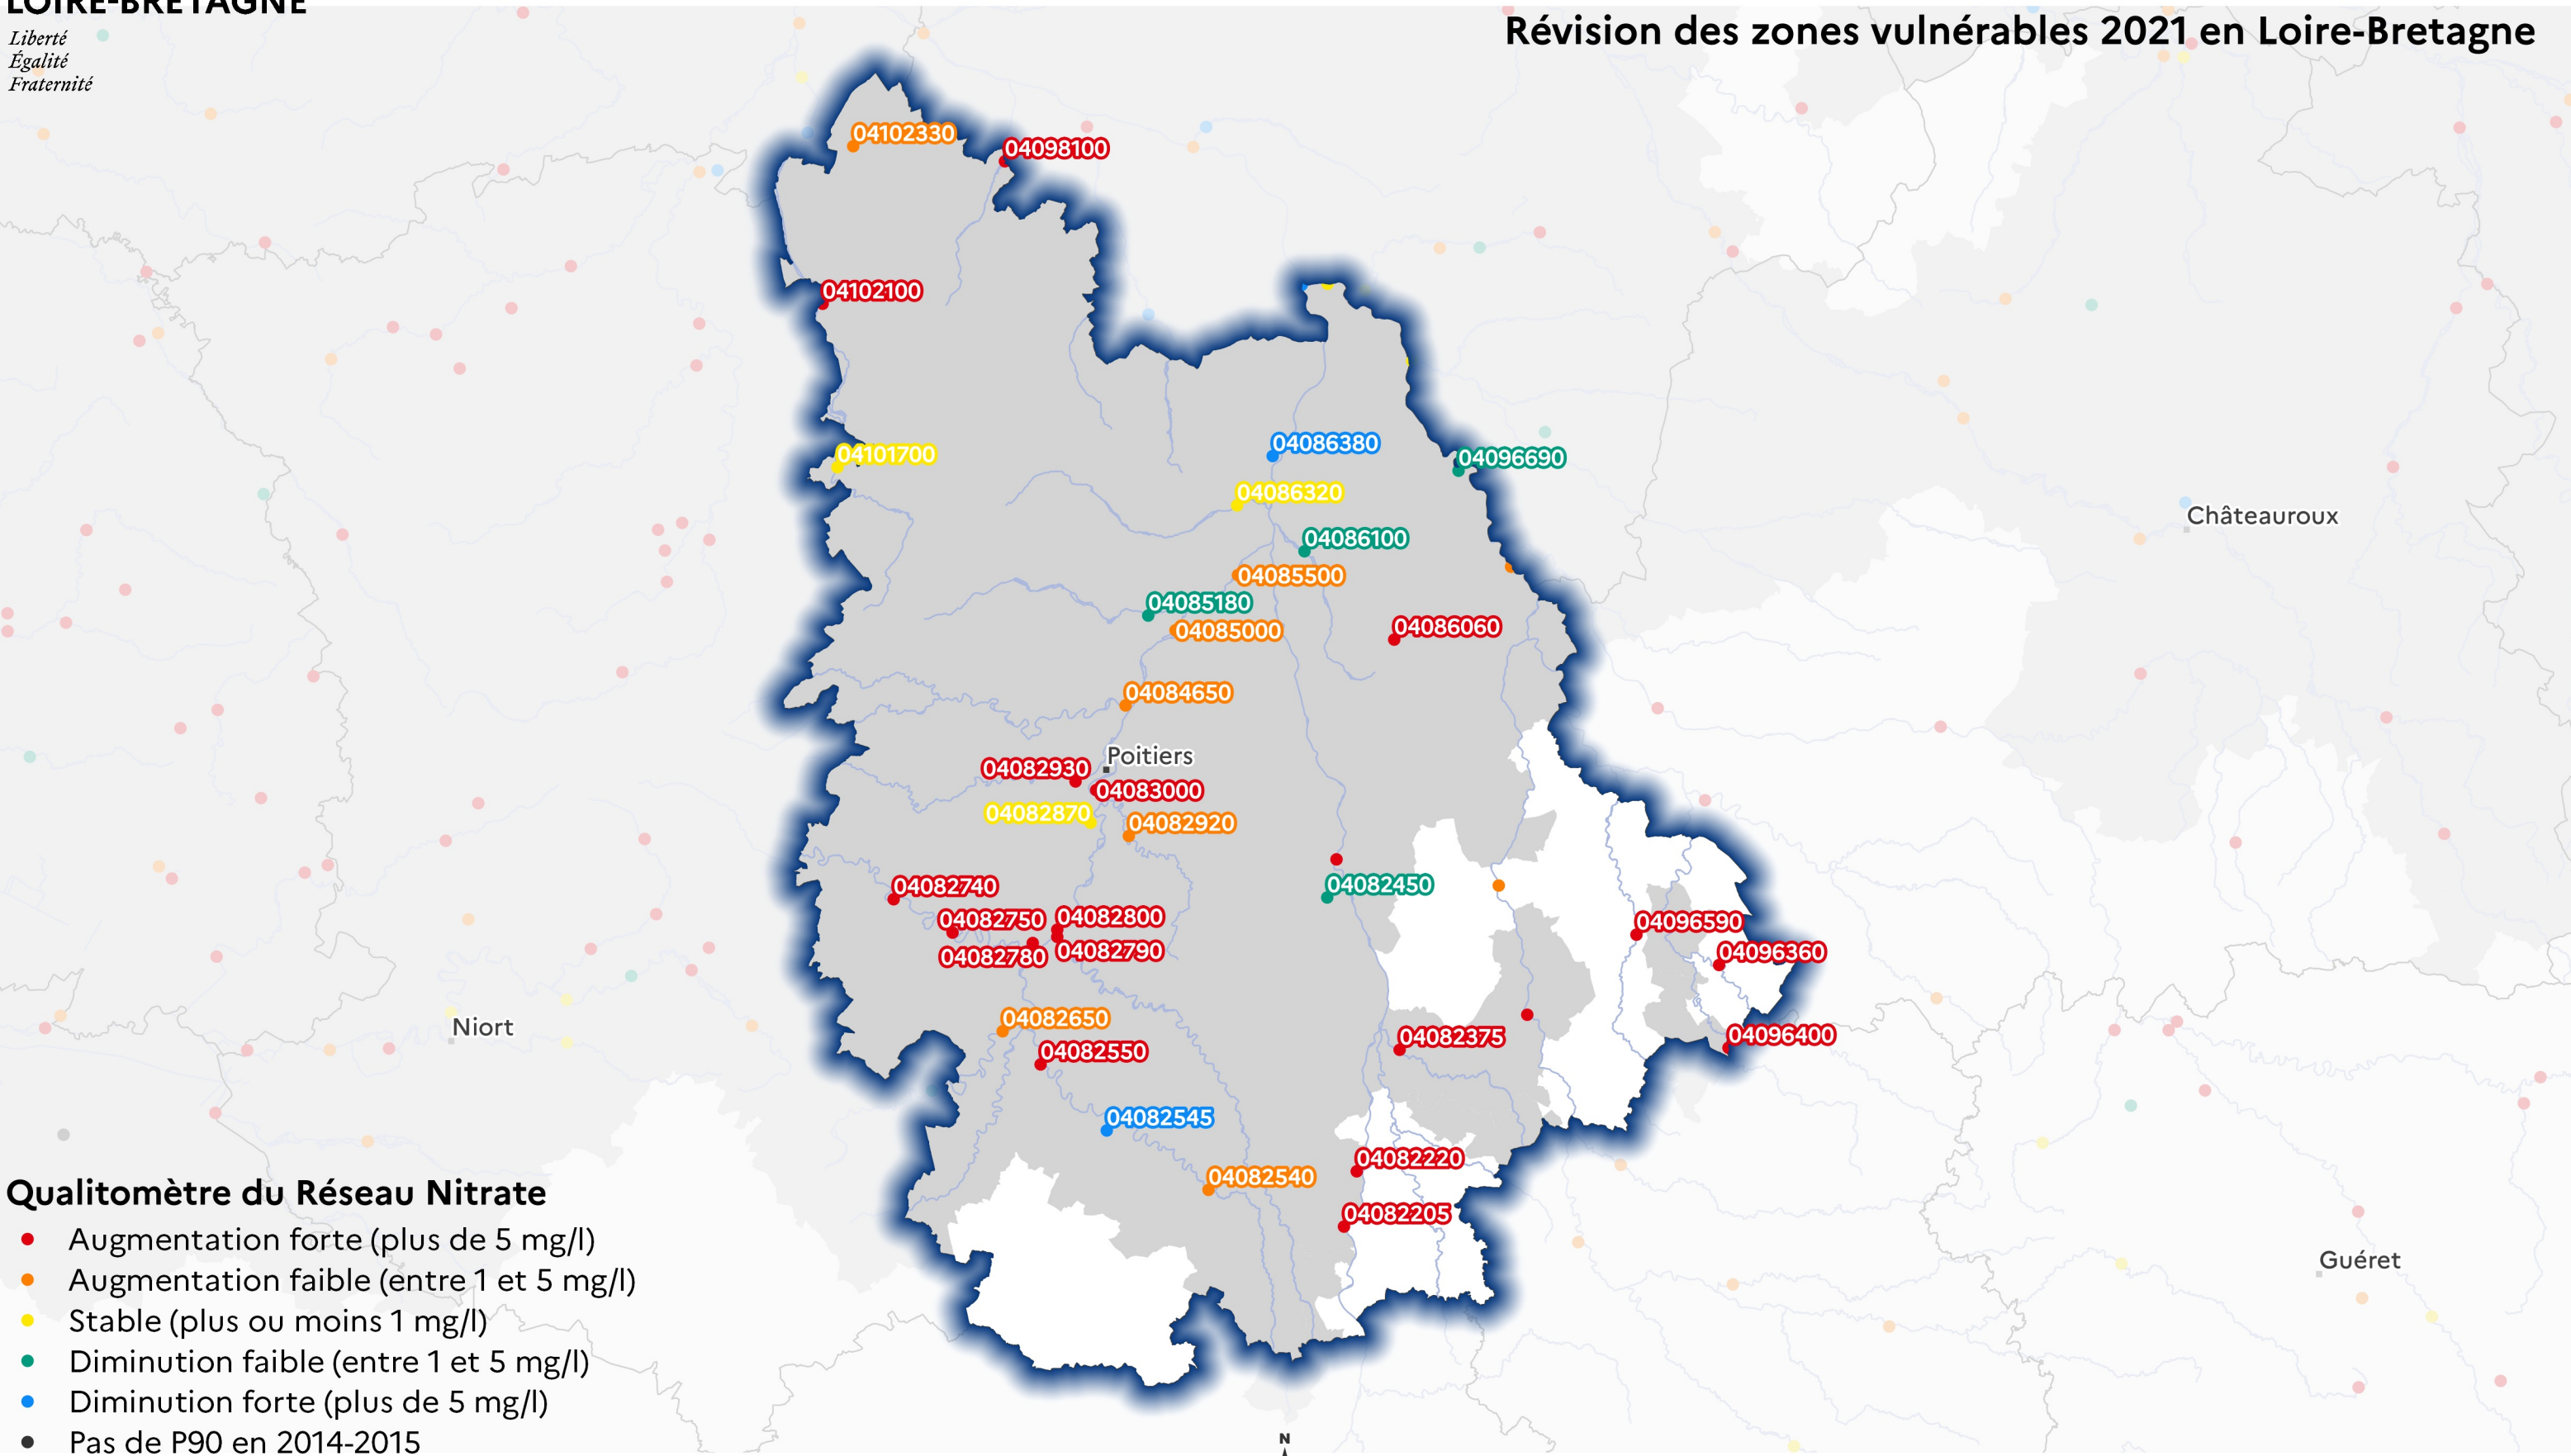 LOIRE-BRETAGNE
Liberté
Égalité
Fraternité
Révision des zones vulnérables 2021 en Loire-Bretagne
04102330
04098100
04102100
04086380
04101700
04096690
04086320
Châteauroux
04086100
04085500
04085180
04085000
04086060
04084650
Poitiers
04082930
04083000
04082870
04082920
04082740
04082450
04082750
04082800
04096590
04082780
04082790
04096360
04082650
Niort
04082375
04096400
04082550
04082545
04082220
04082540
04082205
Guéret
Qualitomètre du Réseau Nitrate
Augmentation forte (plus de 5 mg/l)
Augmentation faible (entre 1 et 5 mg/l)
Stable (plus ou moins 1 mg/l)
Diminution faible (entre 1 et 5 mg/l)
Diminution forte (plus de 5 mg/l)
Pas de P90 en 2014-2015
N